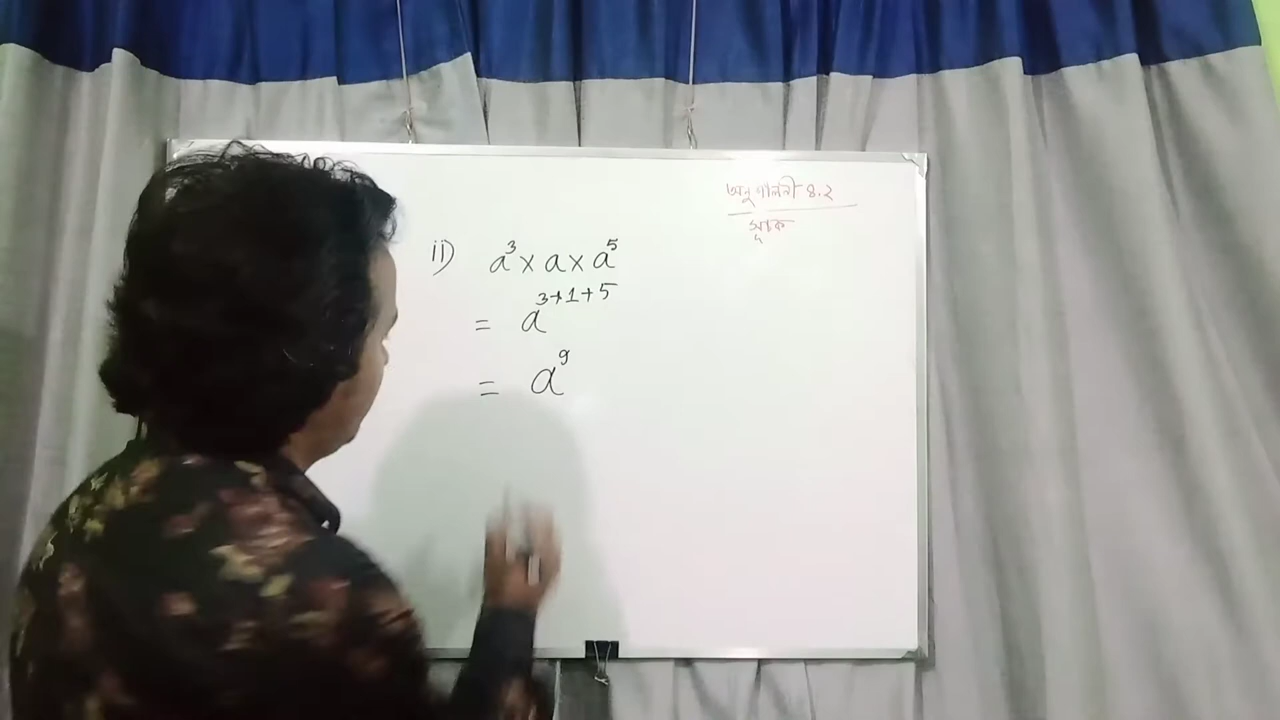 অনুশীলনী ৪.২
সূচক
ii) a³ × a × a⁵
= a³⁺¹⁺⁵
= a⁹